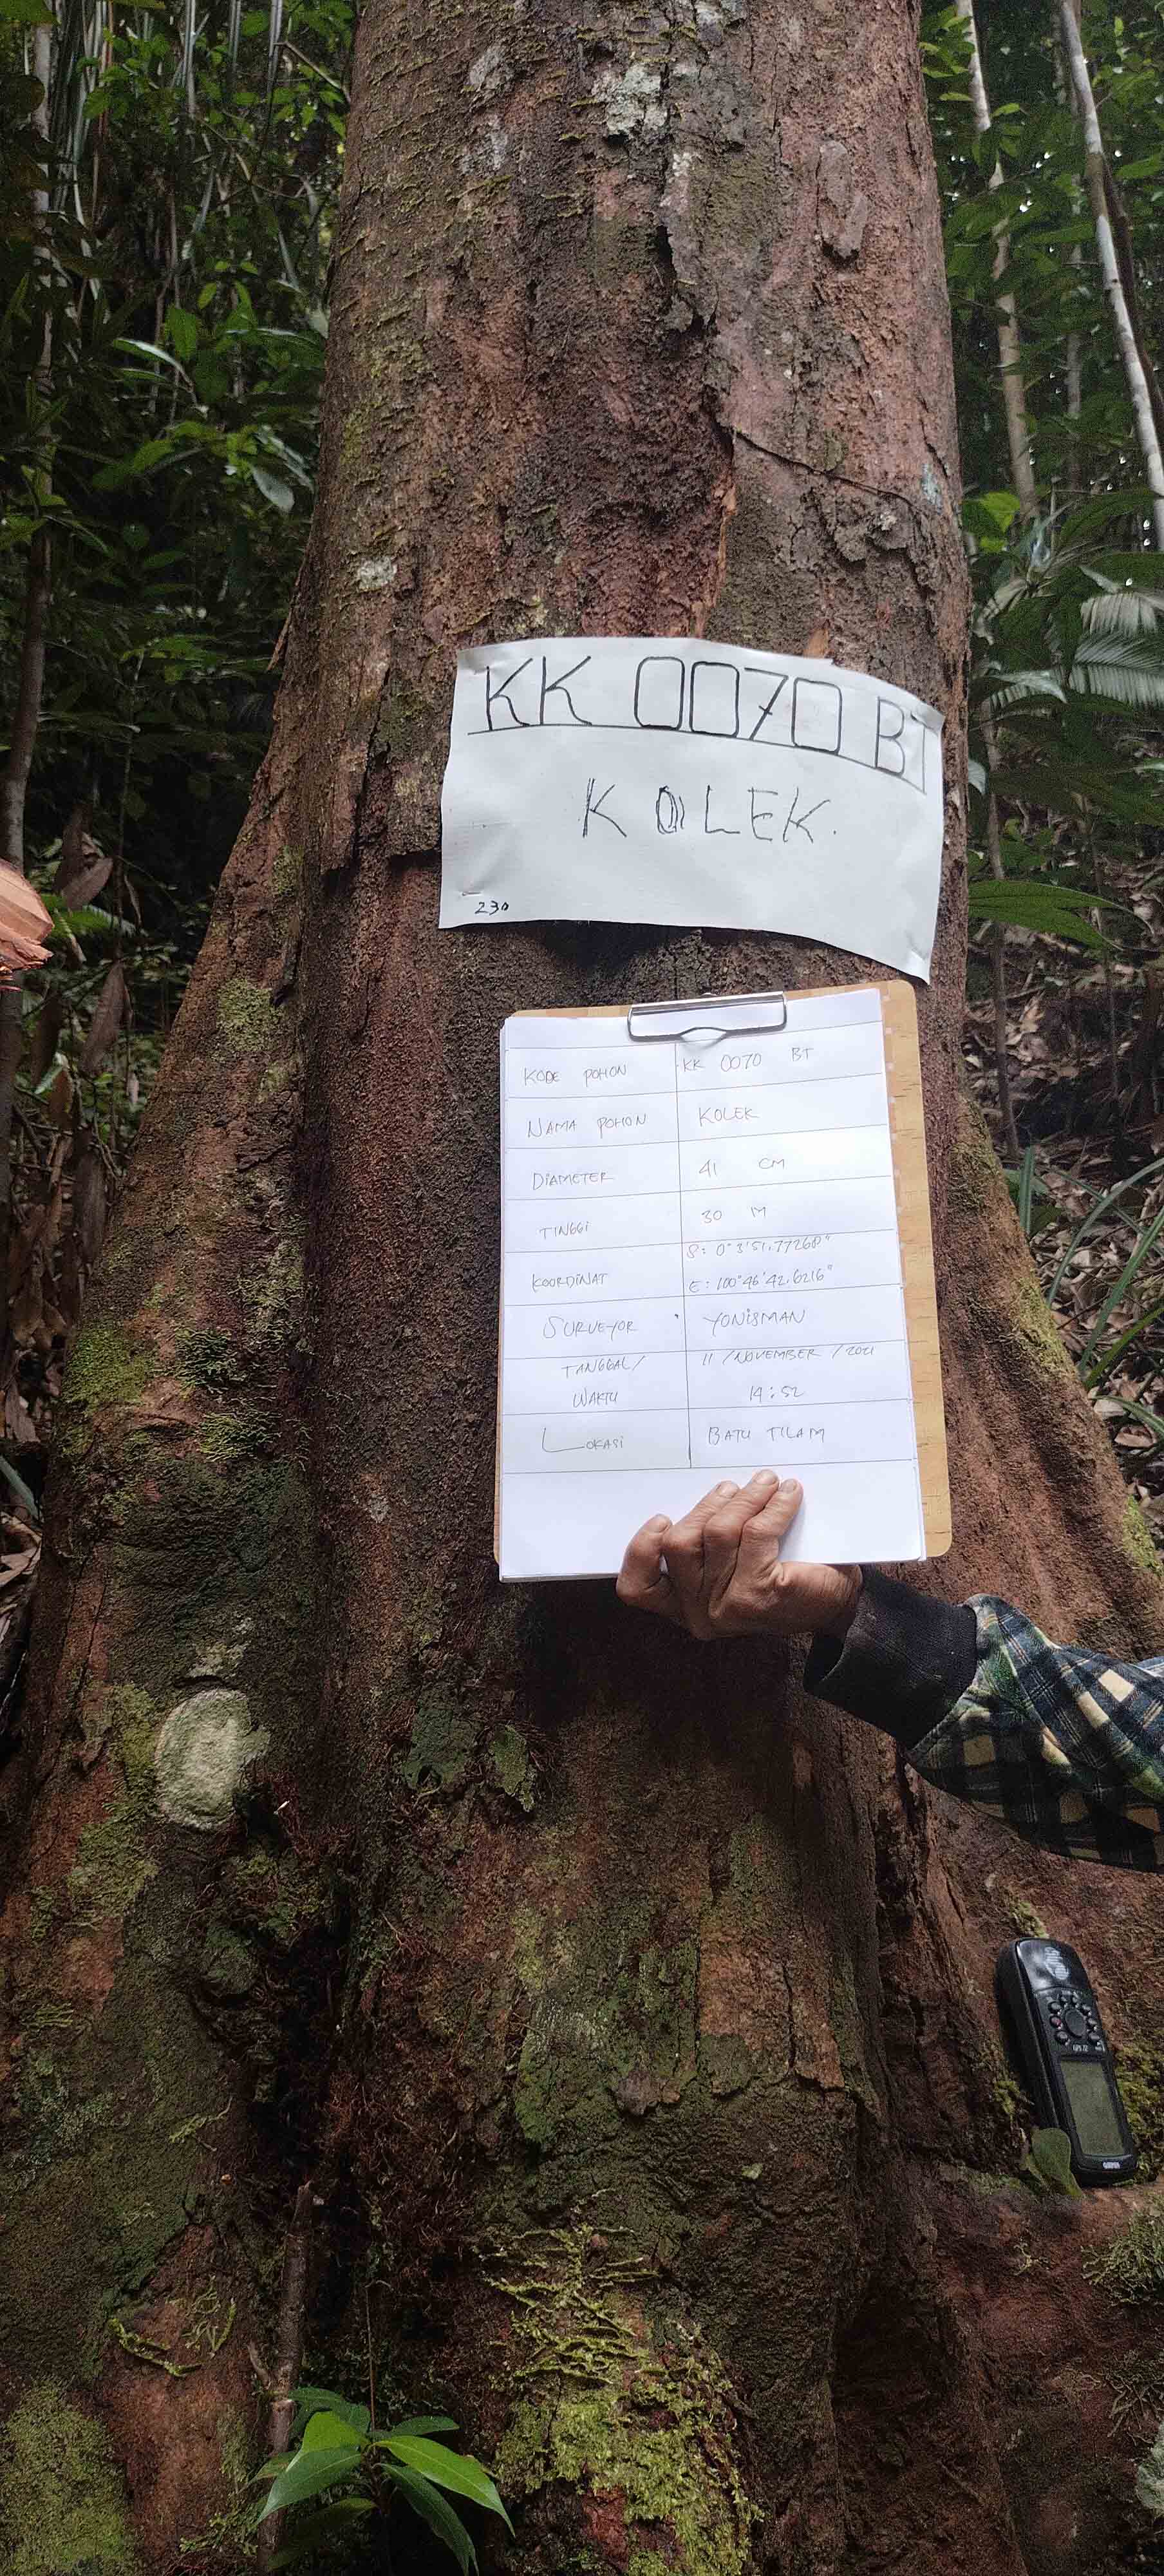 KK 0070 BT
KOLEK.
230
KODE POHON KK 0070 BT
NAMA POHON KOLEK
DIAMETER 41 CM
TINGGI 30 M
KOORDINAT S: 0° 3' 51,77268"
E: 100° 46' 42,6216"
SURVEYOR YONISMAN
TANGGAL/ 11 / NOVEMBER / 2021
WAKTU 14:52
LOKASI BATU TILAM
GARMIN